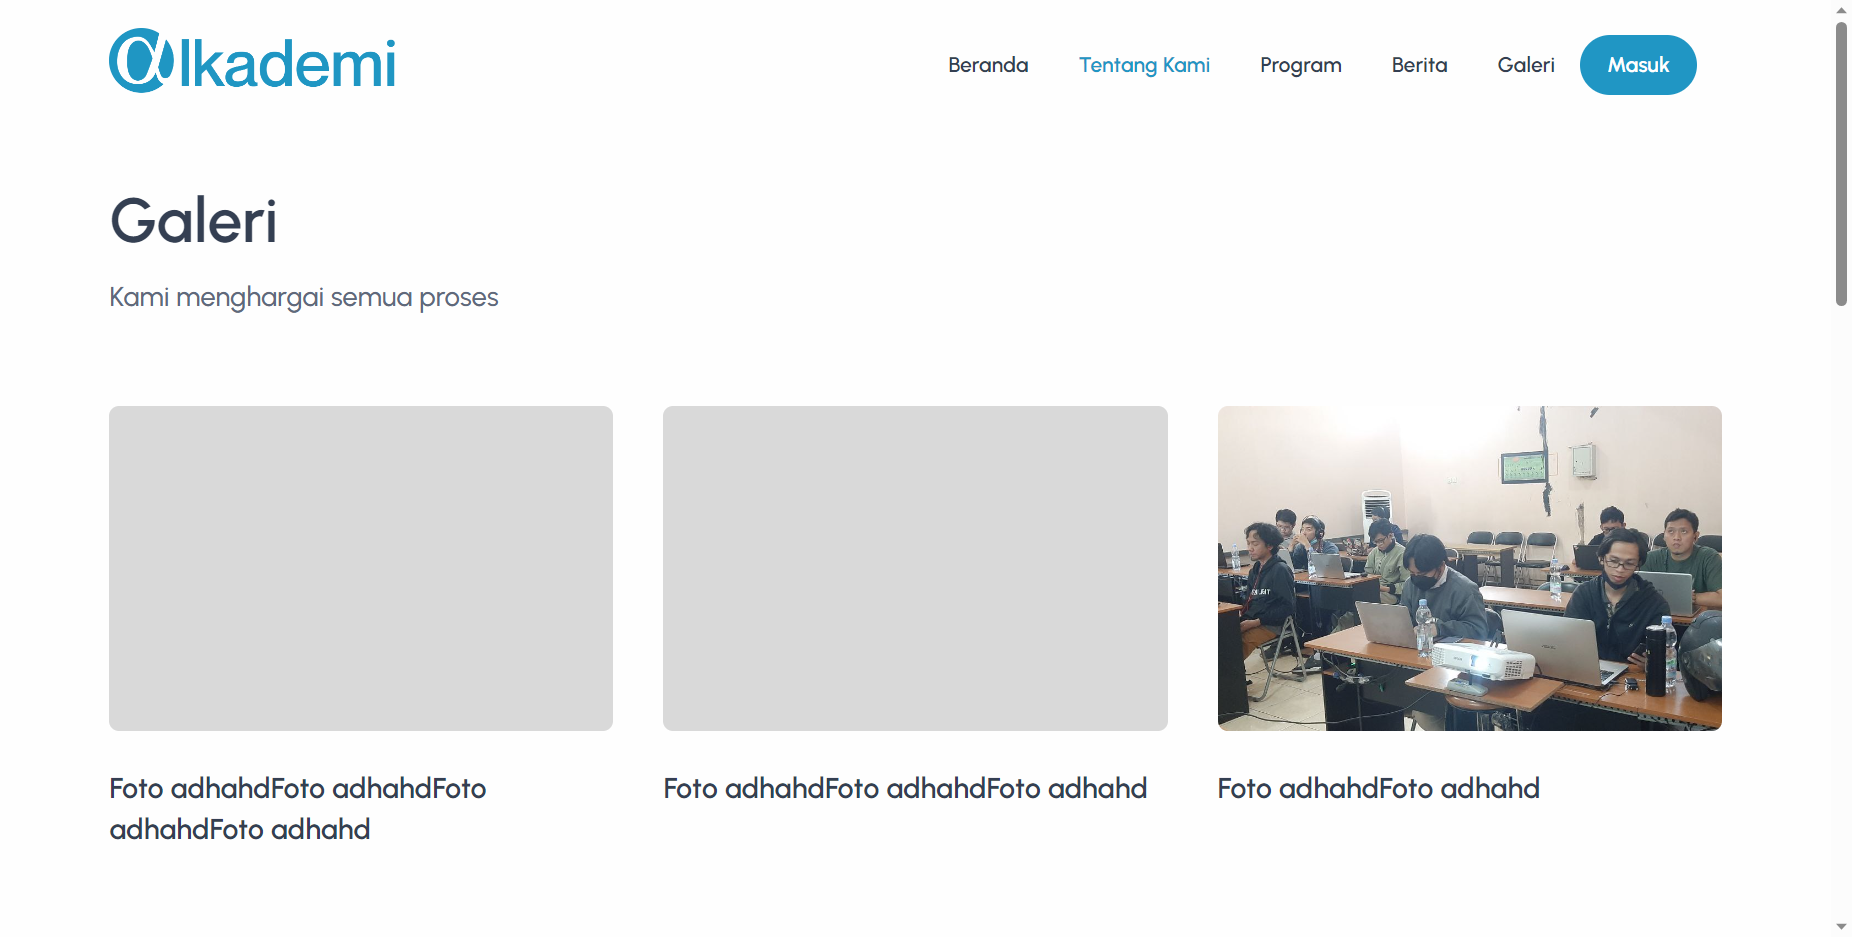 αlkademi
Beranda
Tentang Kami
Program
Berita
Galeri
Masuk
Galeri
Kami menghargai semua proses
Foto adhahdFoto adhahdFoto
adhahdFoto adhahd
Foto adhahdFoto adhahdFoto adhahd
Foto adhahdFoto adhahd